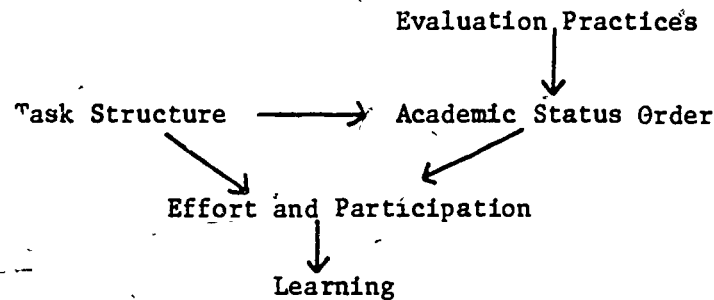 Evaluation Practices
Task Structure Academic Status Order
Effort and Participation
Learning